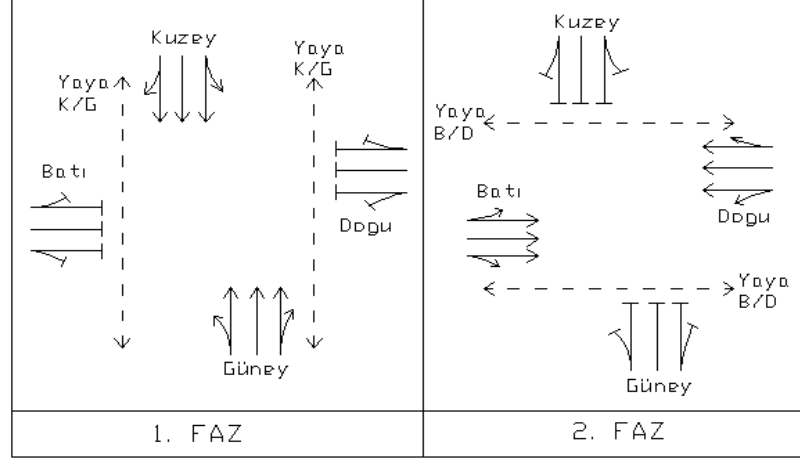 Kuzey
Yaya
K/G
Yaya
K/G
Batı
Dogu
Güney
1. FAZ
Kuzey
Yaya
B/D
Batı
Dogu
Yaya
B/D
Güney
2. FAZ